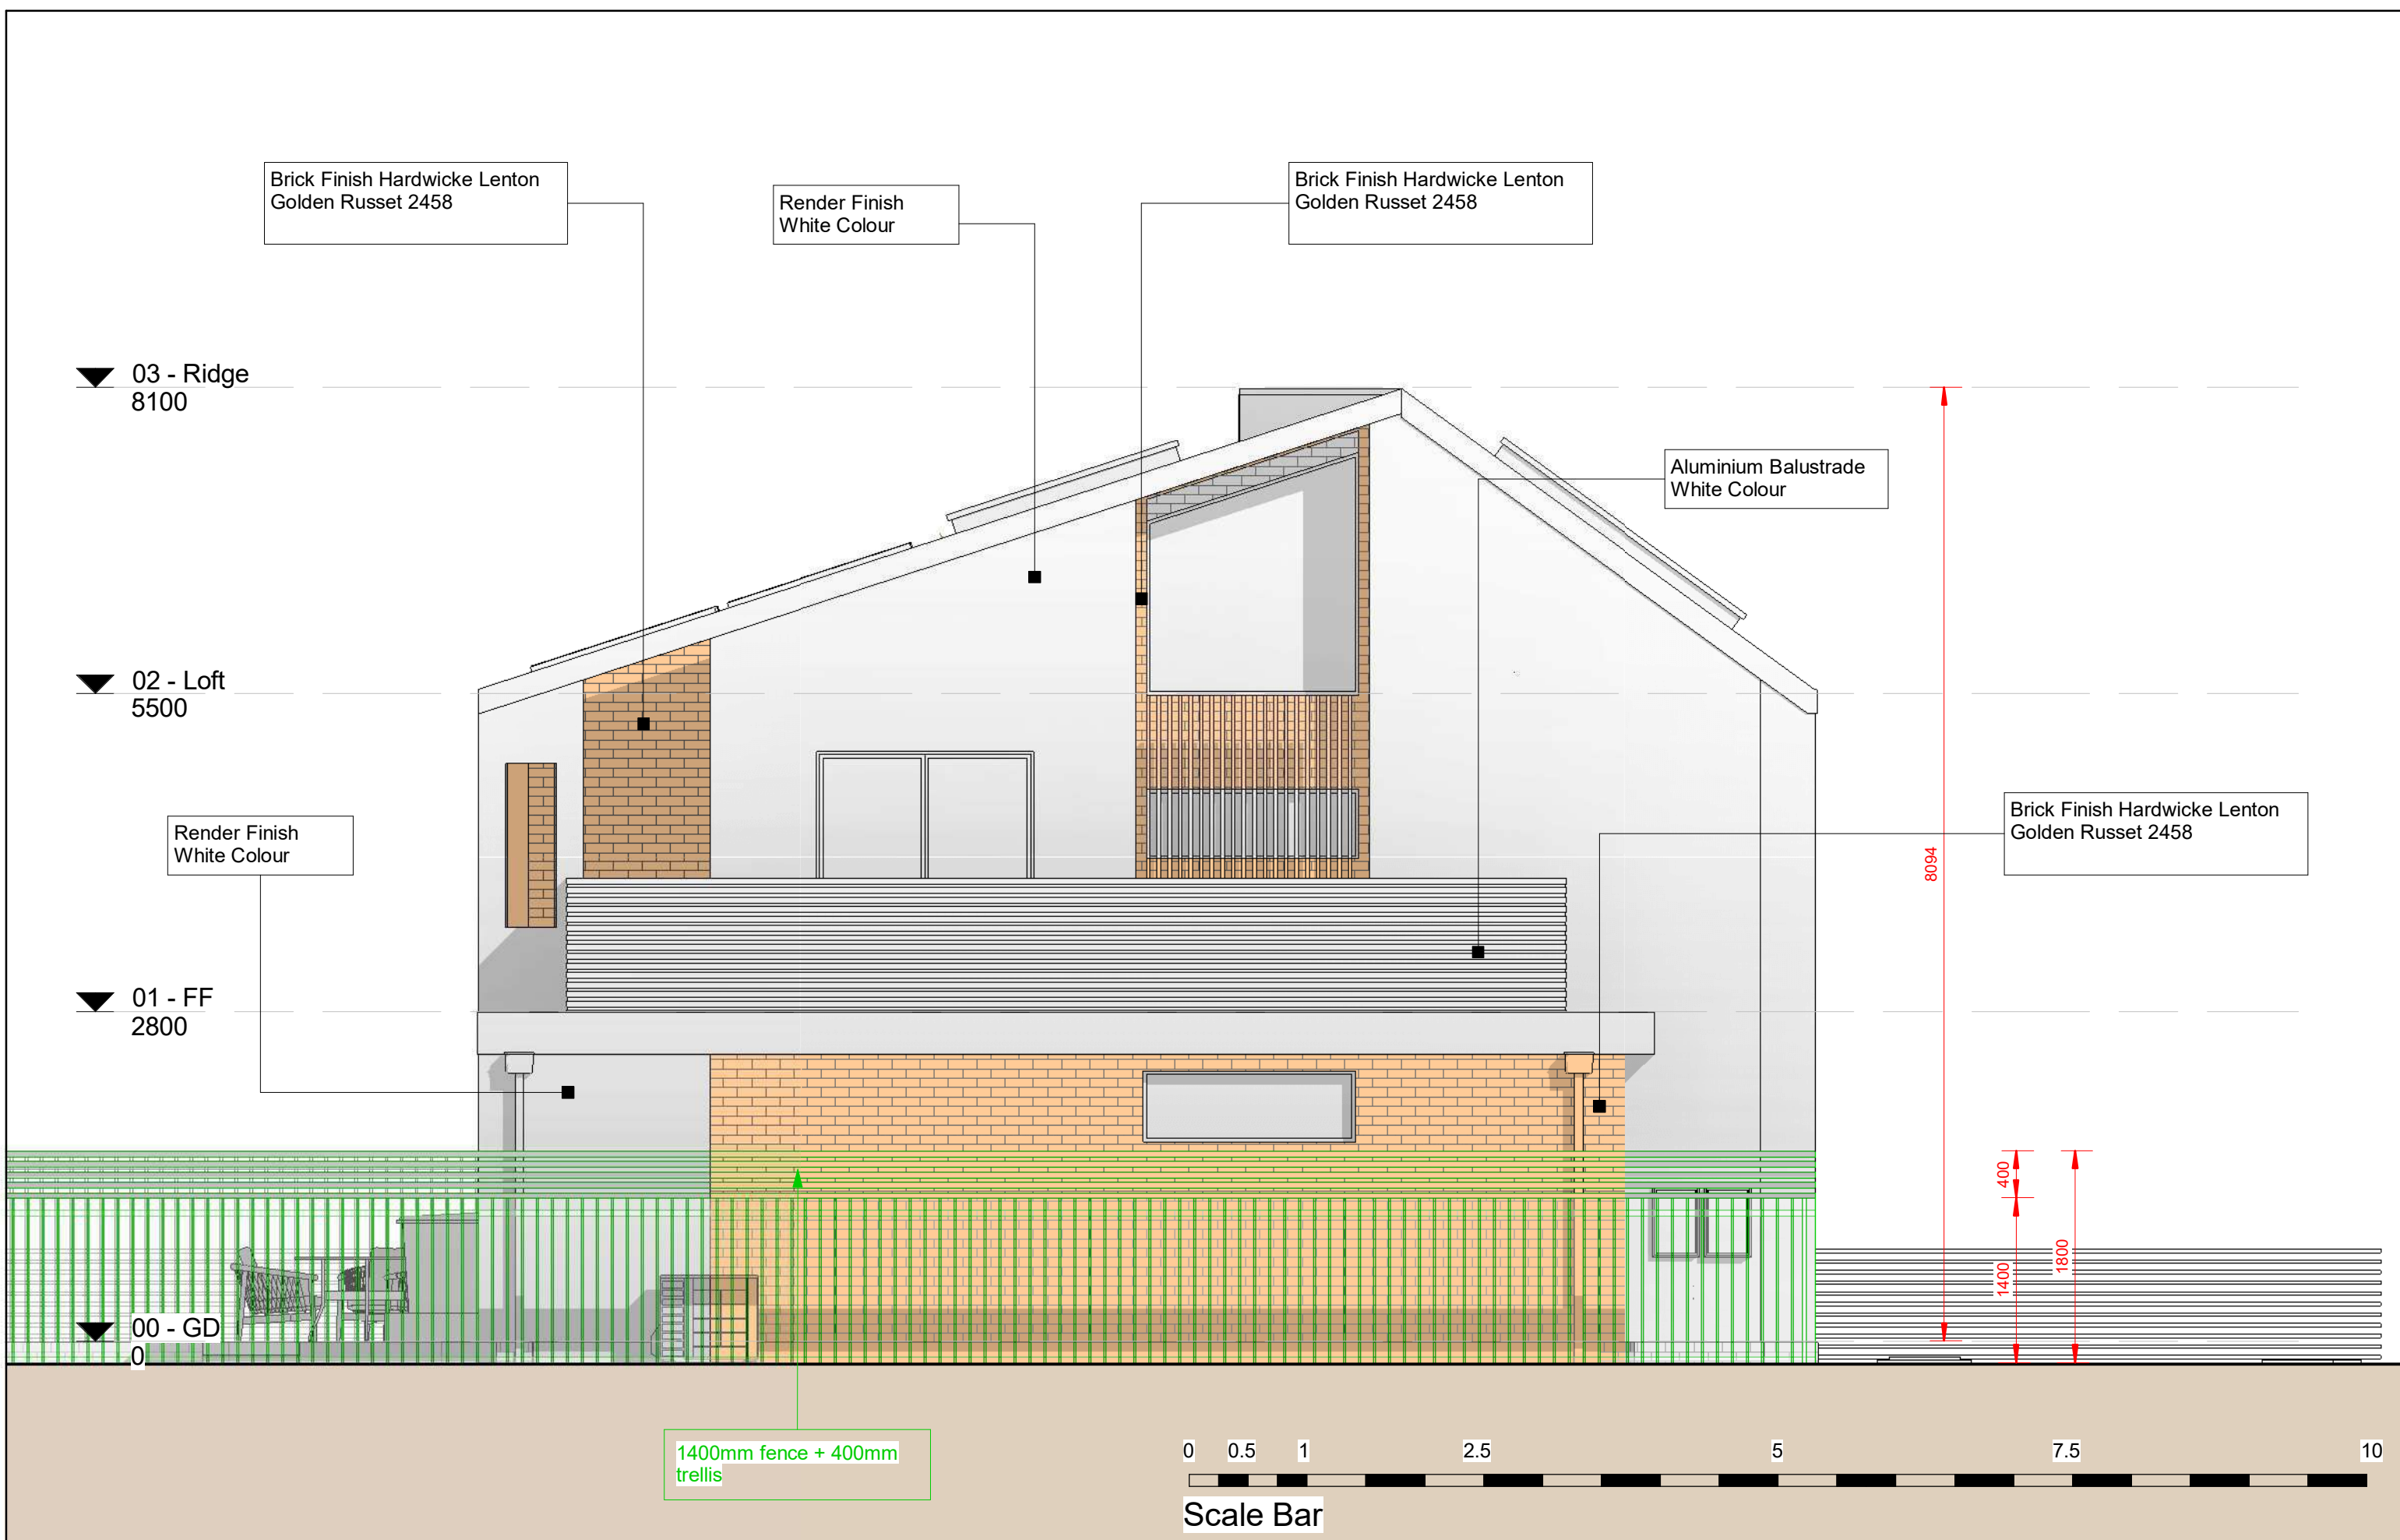 Brick Finish Hardwicke Lenton
Golden Russet 2458
Render Finish
White Colour
Brick Finish Hardwicke Lenton
Golden Russet 2458
03 - Ridge
8100
Aluminium Balustrade
White Colour
02 - Loft
5500
Brick Finish Hardwicke Lenton
Golden Russet 2458
Render Finish
White Colour
8094
01 - FF
2800
400
1400
1800
00 - GD
0
1400mm fence + 400mm
trellis
0 0.5 1 2.5 5 7.5 10
Scale Bar